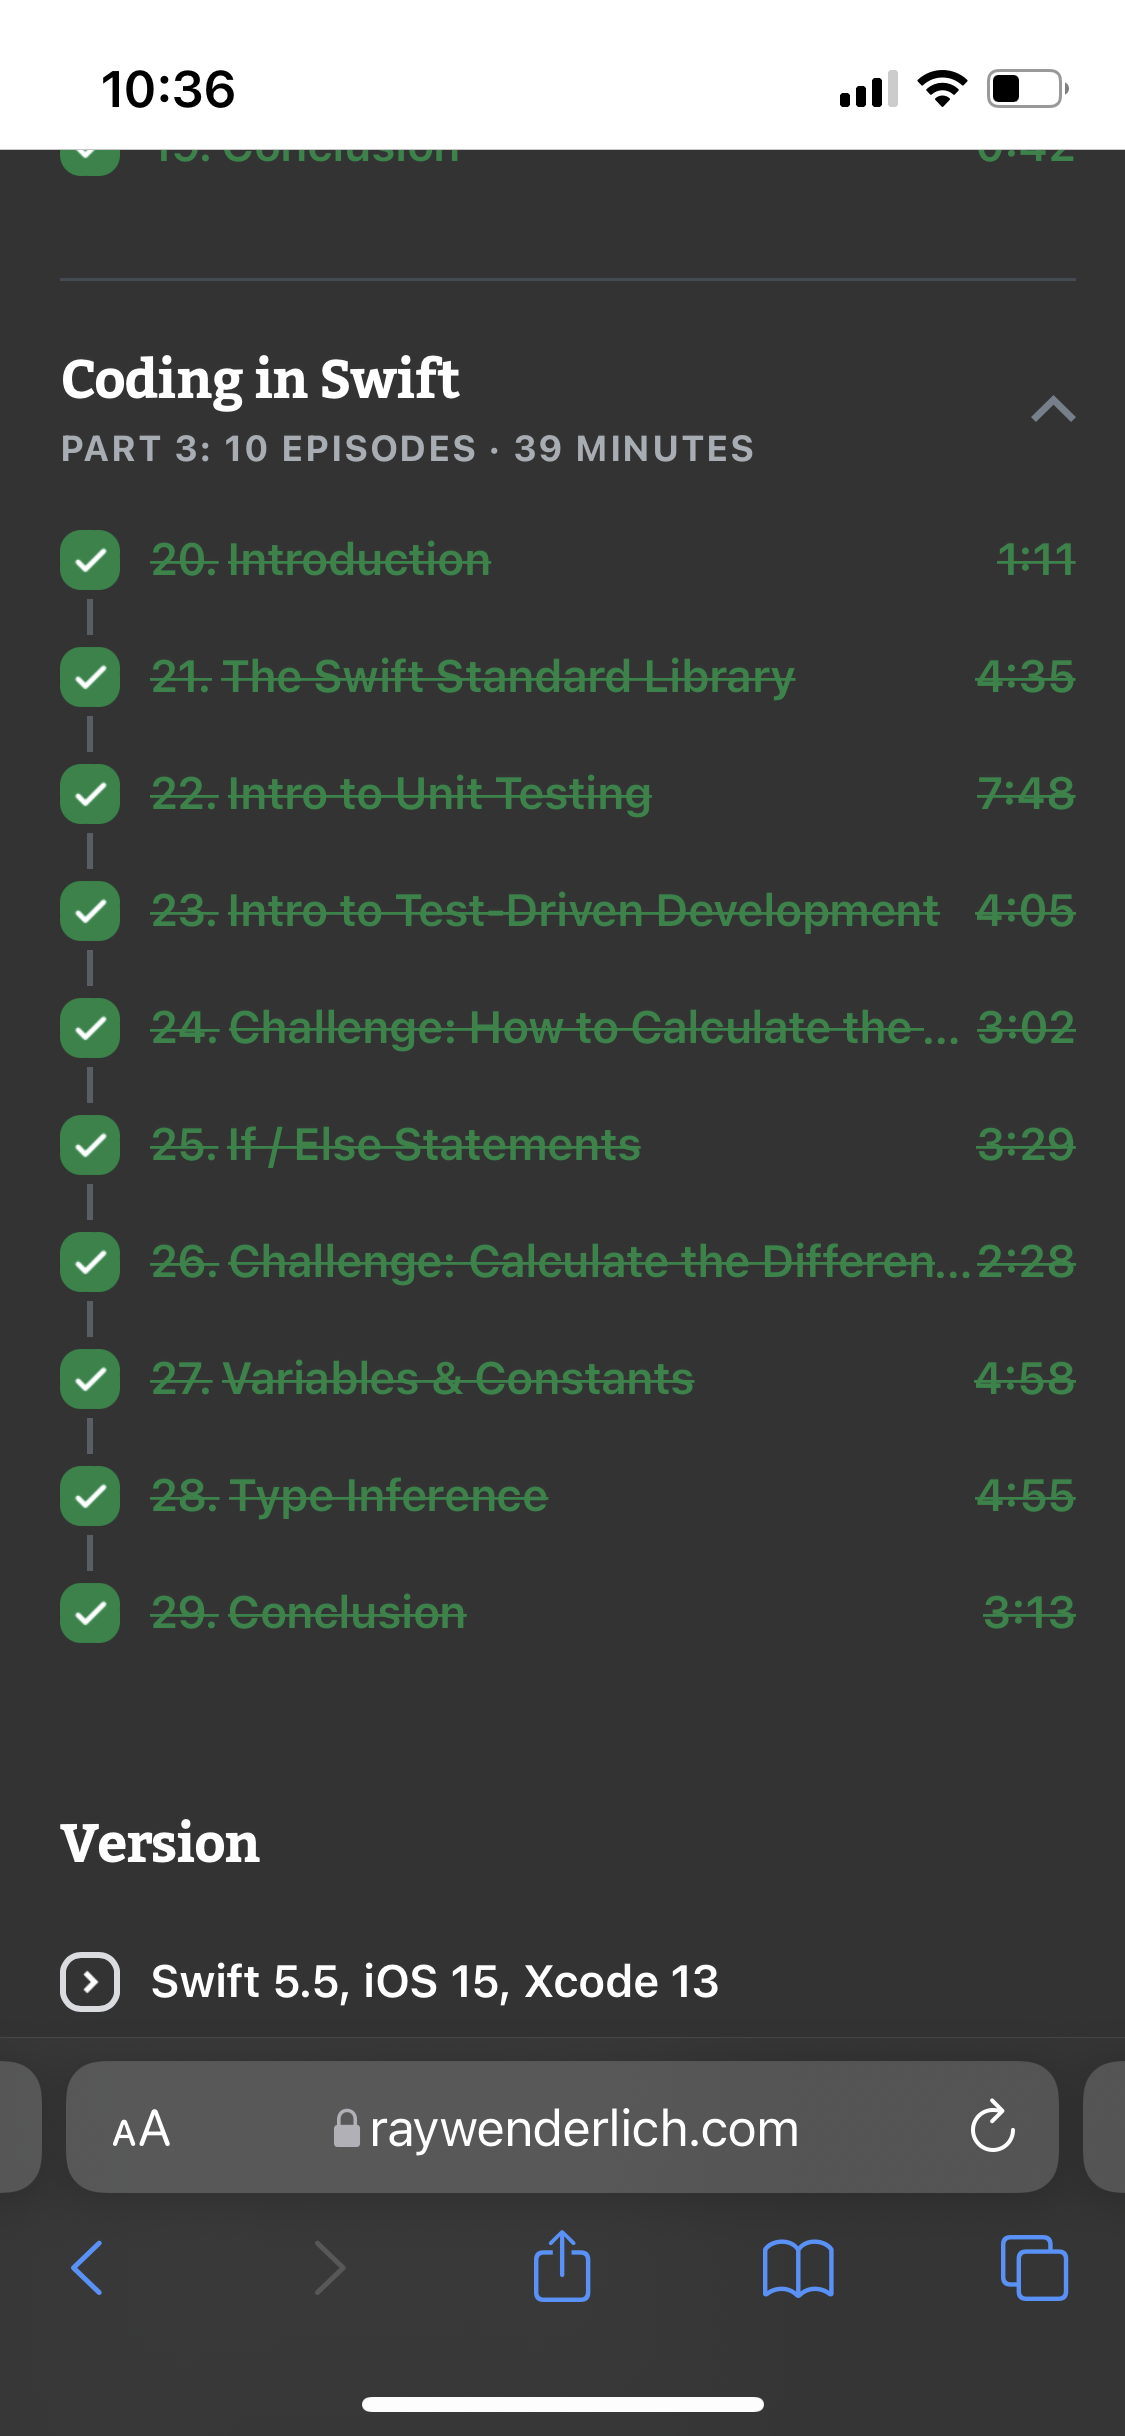 10:36
19. Conclusion 0:42
Coding in Swift
PART 3: 10 EPISODES · 39 MINUTES
20. Introduction 1:11
21. The Swift Standard Library 4:35
22. Intro to Unit Testing 7:48
23. Intro to Test-Driven Development 4:05
24. Challenge: How to Calculate the ... 3:02
25. If / Else Statements 3:29
26. Challenge: Calculate the Differen... 2:28
27. Variables & Constants 4:58
28. Type Inference 4:55
29. Conclusion 3:13
Version
Swift 5.5, iOS 15, Xcode 13
AA raywenderlich.com